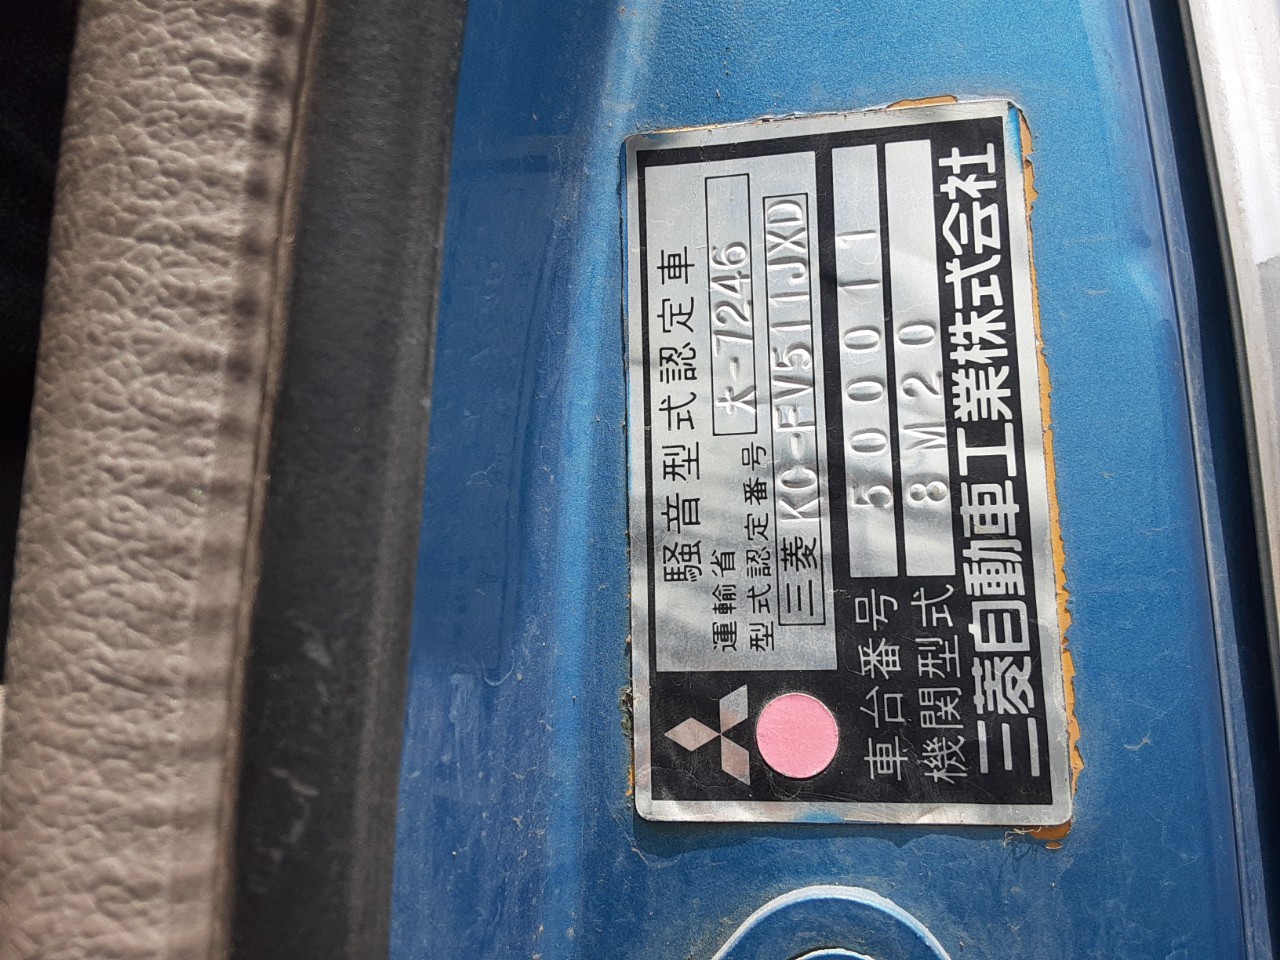 騒音型式認定車
運輸省
型式認定番号
大-7246
三菱 KC-FV511JXD
車台番号 500011
機関型式 8M20
三菱自動車工業株式会社